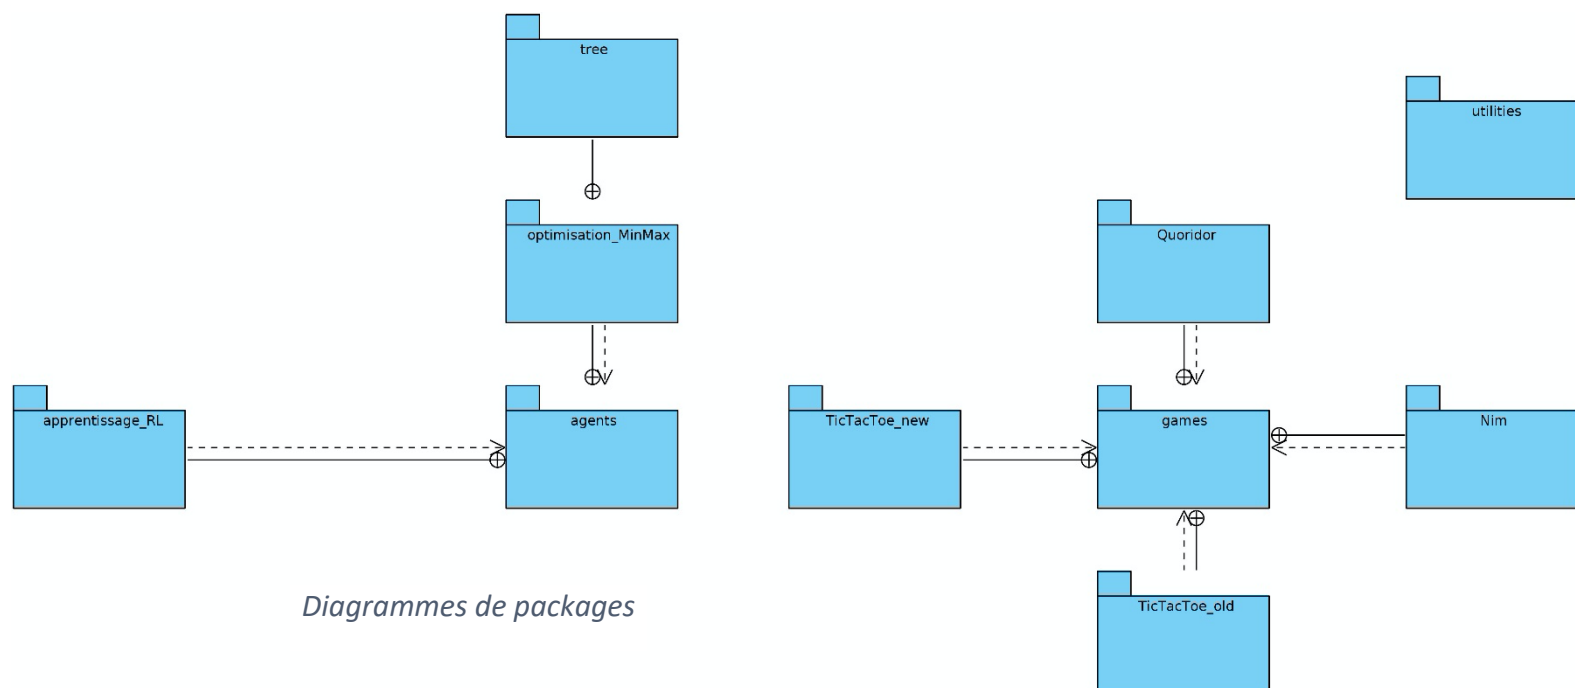 tree
utilities
optimisation_MinMax
Quoridor
apprentissage_RL
agents
TicTacToe_new
games
Nim
Diagrammes de packages
TicTacToe_old